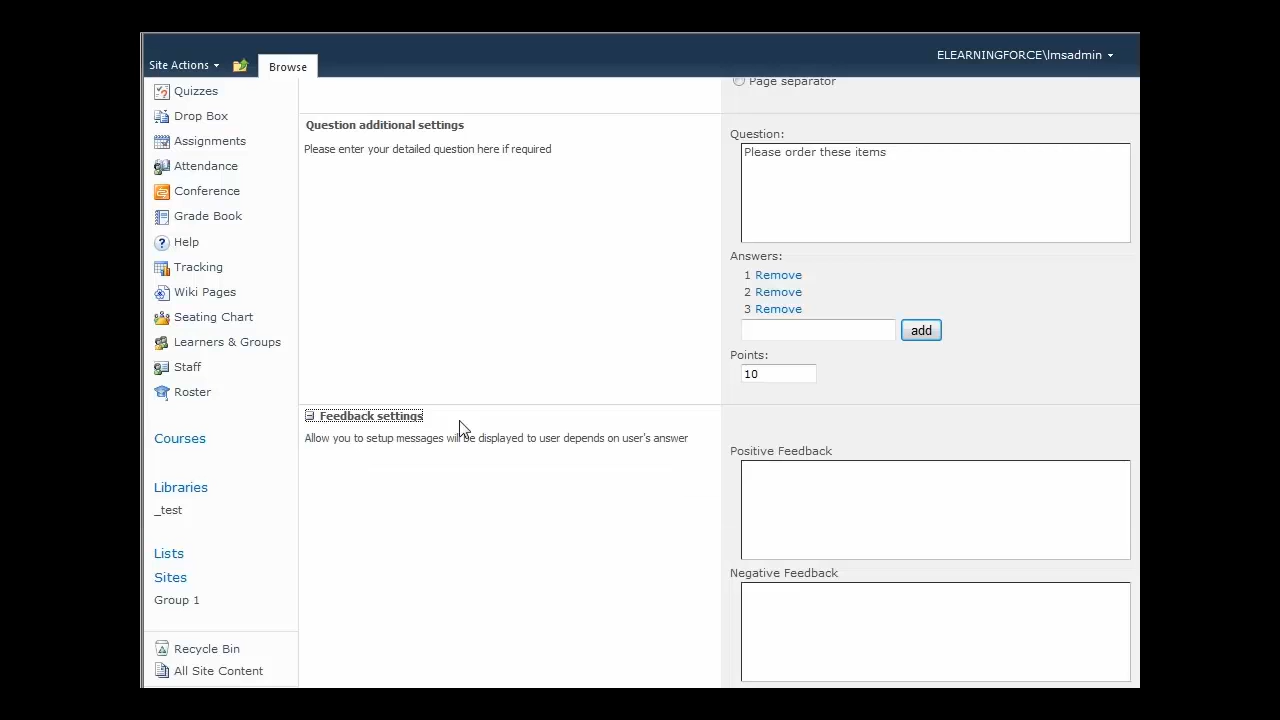 ELEARNINGFORCE\lmsadmin
Site Actions
Browse
Quizzes
Drop Box
Assignments
Attendance
Conference
Grade Book
Help
Tracking
Wiki Pages
Seating Chart
Learners & Groups
Staff
Roster
Courses
Libraries
_test
Lists
Sites
Group 1
Recycle Bin
All Site Content
Page separator
Question additional settings
Please enter your detailed question here if required
Question:
Please order these items
Answers:
1 Remove
2 Remove
3 Remove
add
Points:
10
Feedback settings
Allow you to setup messages will be displayed to user depends on user's answer
Positive Feedback
Negative Feedback